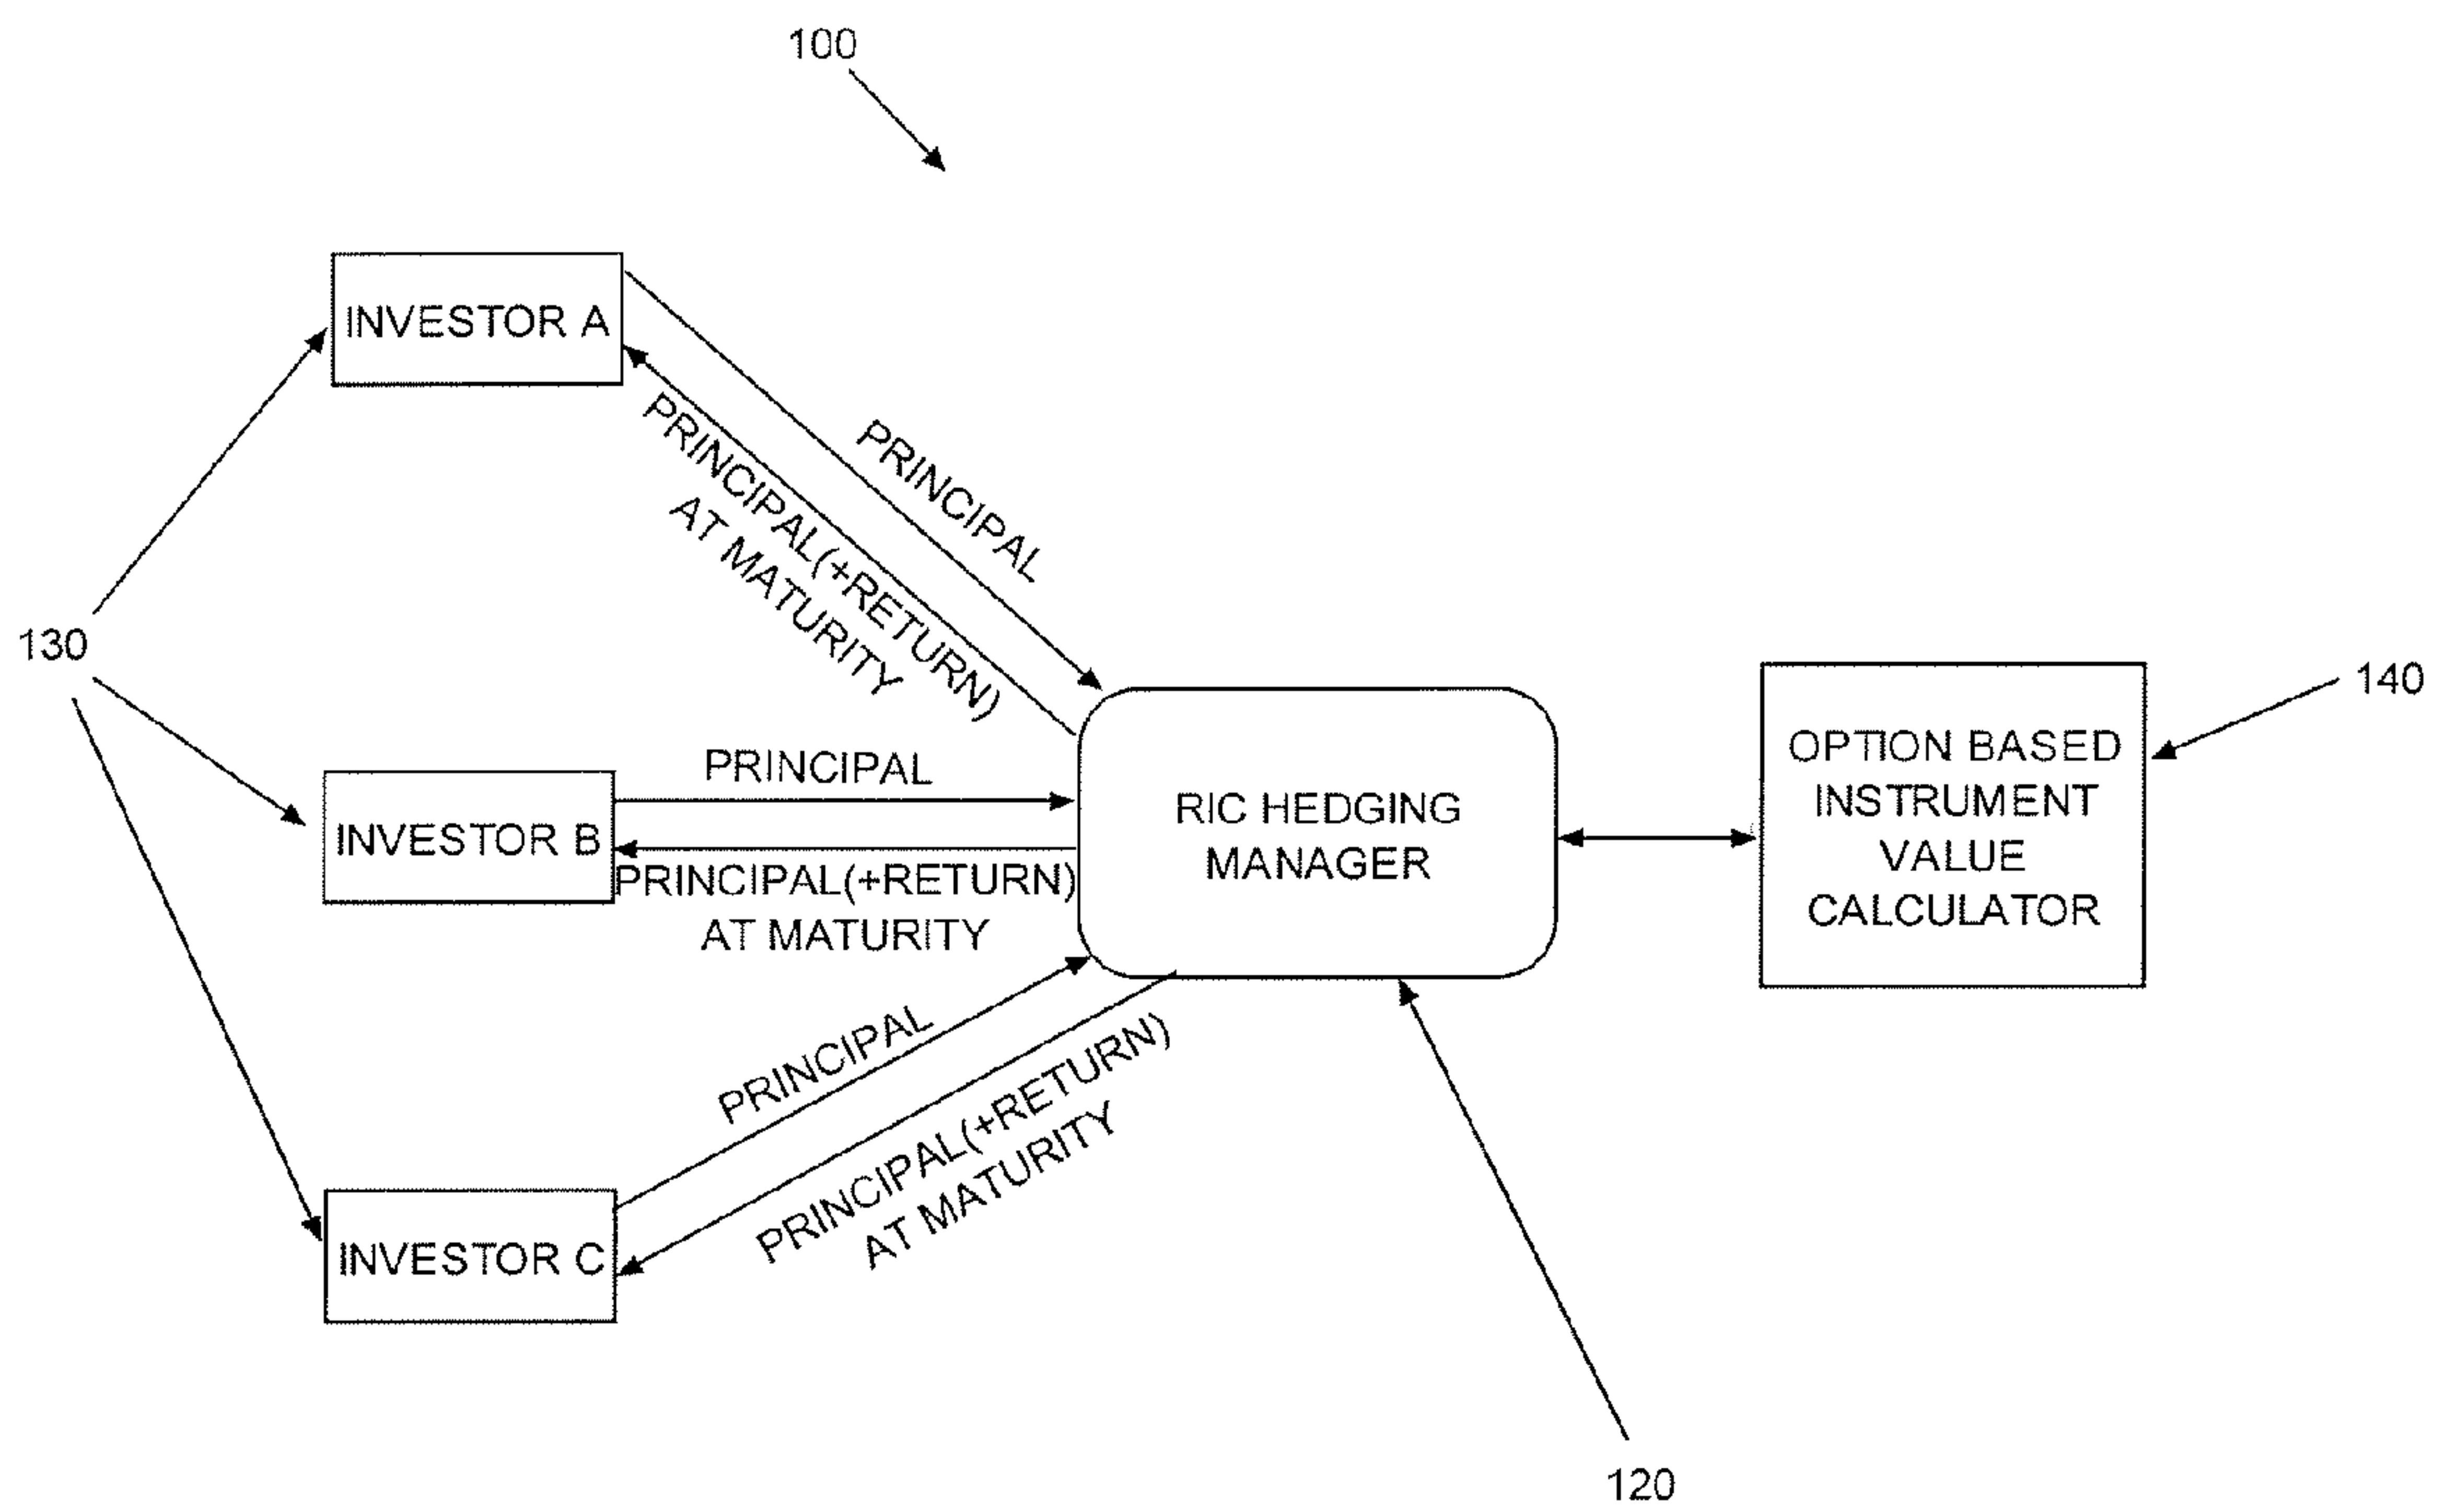 100
INVESTOR A
PRINCIPAL
PRINCIPAL(+RETURN)
AT MATURITY
130
INVESTOR B
PRINCIPAL
PRINCIPAL(+RETURN)
AT MATURITY
RIC HEDGING
MANAGER
OPTION BASED
INSTRUMENT
VALUE
CALCULATOR
140
PRINCIPAL
PRINCIPAL(+RETURN)
AT MATURITY
INVESTOR C
120